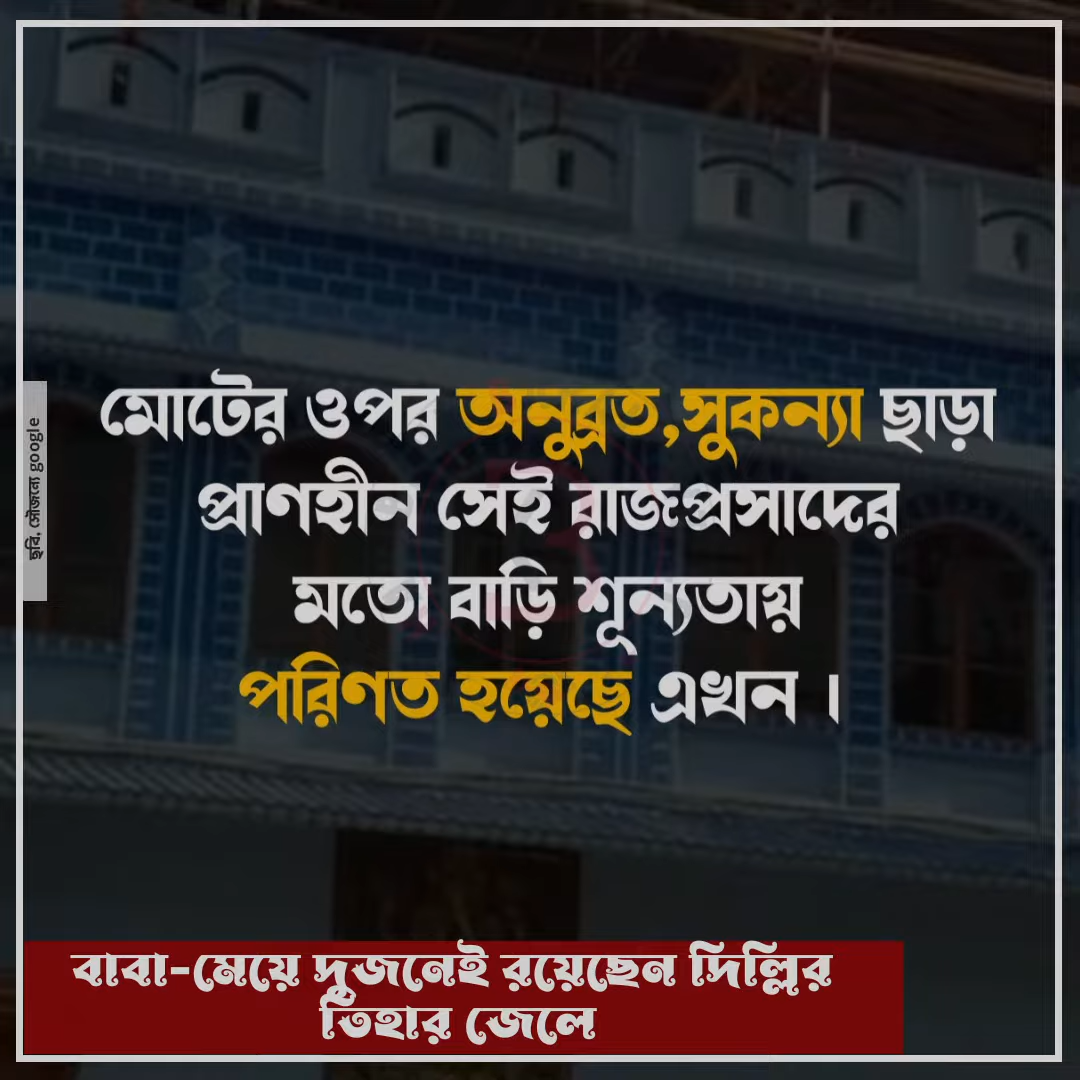 মোটের ওপর অনুব্রত,সুকন্যা ছাড়া
প্রাণহীন সেই রাজপ্রসাদের
মতো বাড়ি শূন্যতায়
পরিণত হয়েছে এখন ।
ছবি. সৌজন্যে google
বাবা-মেয়ে দুজনেই রয়েছেন দিল্লির
তিহার জেলে